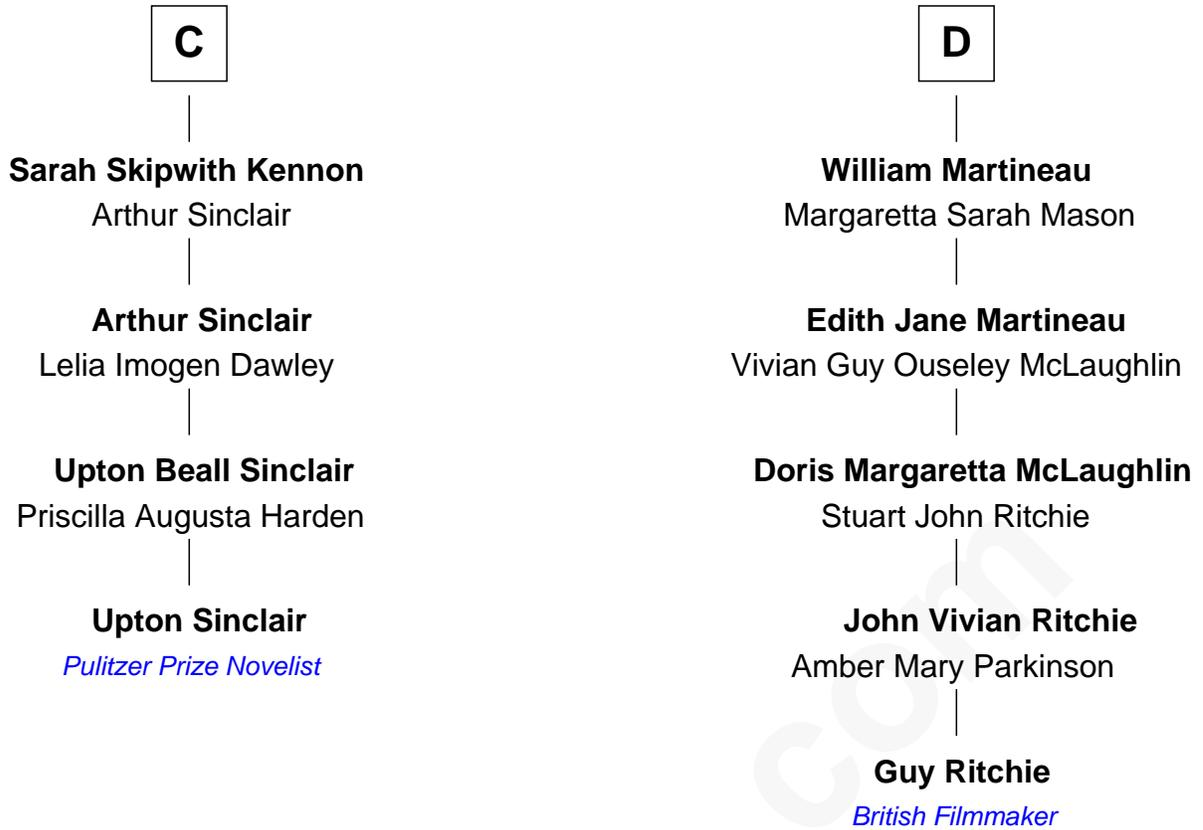 C
Sarah Skipwith Kennon
Arthur Sinclair
Arthur Sinclair
Lelia Imogen Dawley
Upton Beall Sinclair
Priscilla Augusta Harden
Upton Sinclair
Pulitzer Prize Novelist
D
William Martineau
Margaretta Sarah Mason
Edith Jane Martineau
Vivian Guy Ouseley McLaughlin
Doris Margaretta McLaughlin
Stuart John Ritchie
John Vivian Ritchie
Amber Mary Parkinson
Guy Ritchie
British Filmmaker
com